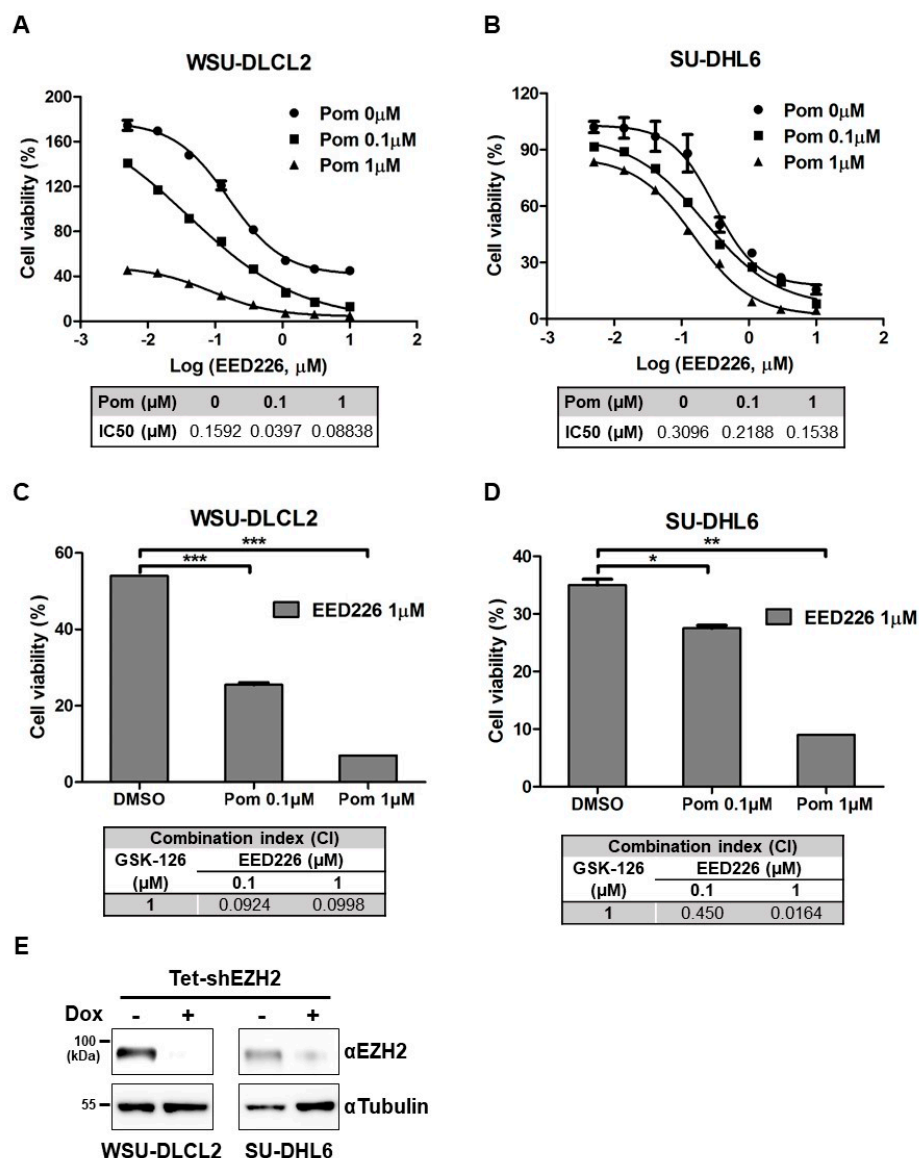 A
WSU-DLCL2
Cell viability (%)
180
160
120
80
40
0
-3 -2 -1 0 1 2
Log (EED226, μM)
Pom 0μM
Pom 0.1μM
Pom 1μM
Pom (μM) 0 0.1 1
IC50 (μM) 0.1592 0.0397 0.08838
B
SU-DHL6
Cell viability (%)
120
90
60
30
0
-3 -2 -1 0 1 2
Log (EED226, μM)
Pom 0μM
Pom 0.1μM
Pom 1μM
Pom (μM) 0 0.1 1
IC50 (μM) 0.3096 0.2188 0.1538
C
WSU-DLCL2
Cell viability (%)
60
40
20
0
***
***
EED226 1μM
DMSO Pom 0.1μM Pom 1μM
Combination index (CI)
GSK-126 (μM)
EED226 (μM)
0.1 1
1 0.0924 0.0998
D
SU-DHL6
Cell viability (%)
40
30
20
10
0
**
*
EED226 1μM
DMSO Pom 0.1μM Pom 1μM
Combination index (CI)
GSK-126 (μM)
EED226 (μM)
0.1 1
1 0.450 0.0164
E
Tet-shEZH2
Dox - + - +
100
(kDa)
αEZH2
55
αTubulin
WSU-DLCL2 SU-DHL6